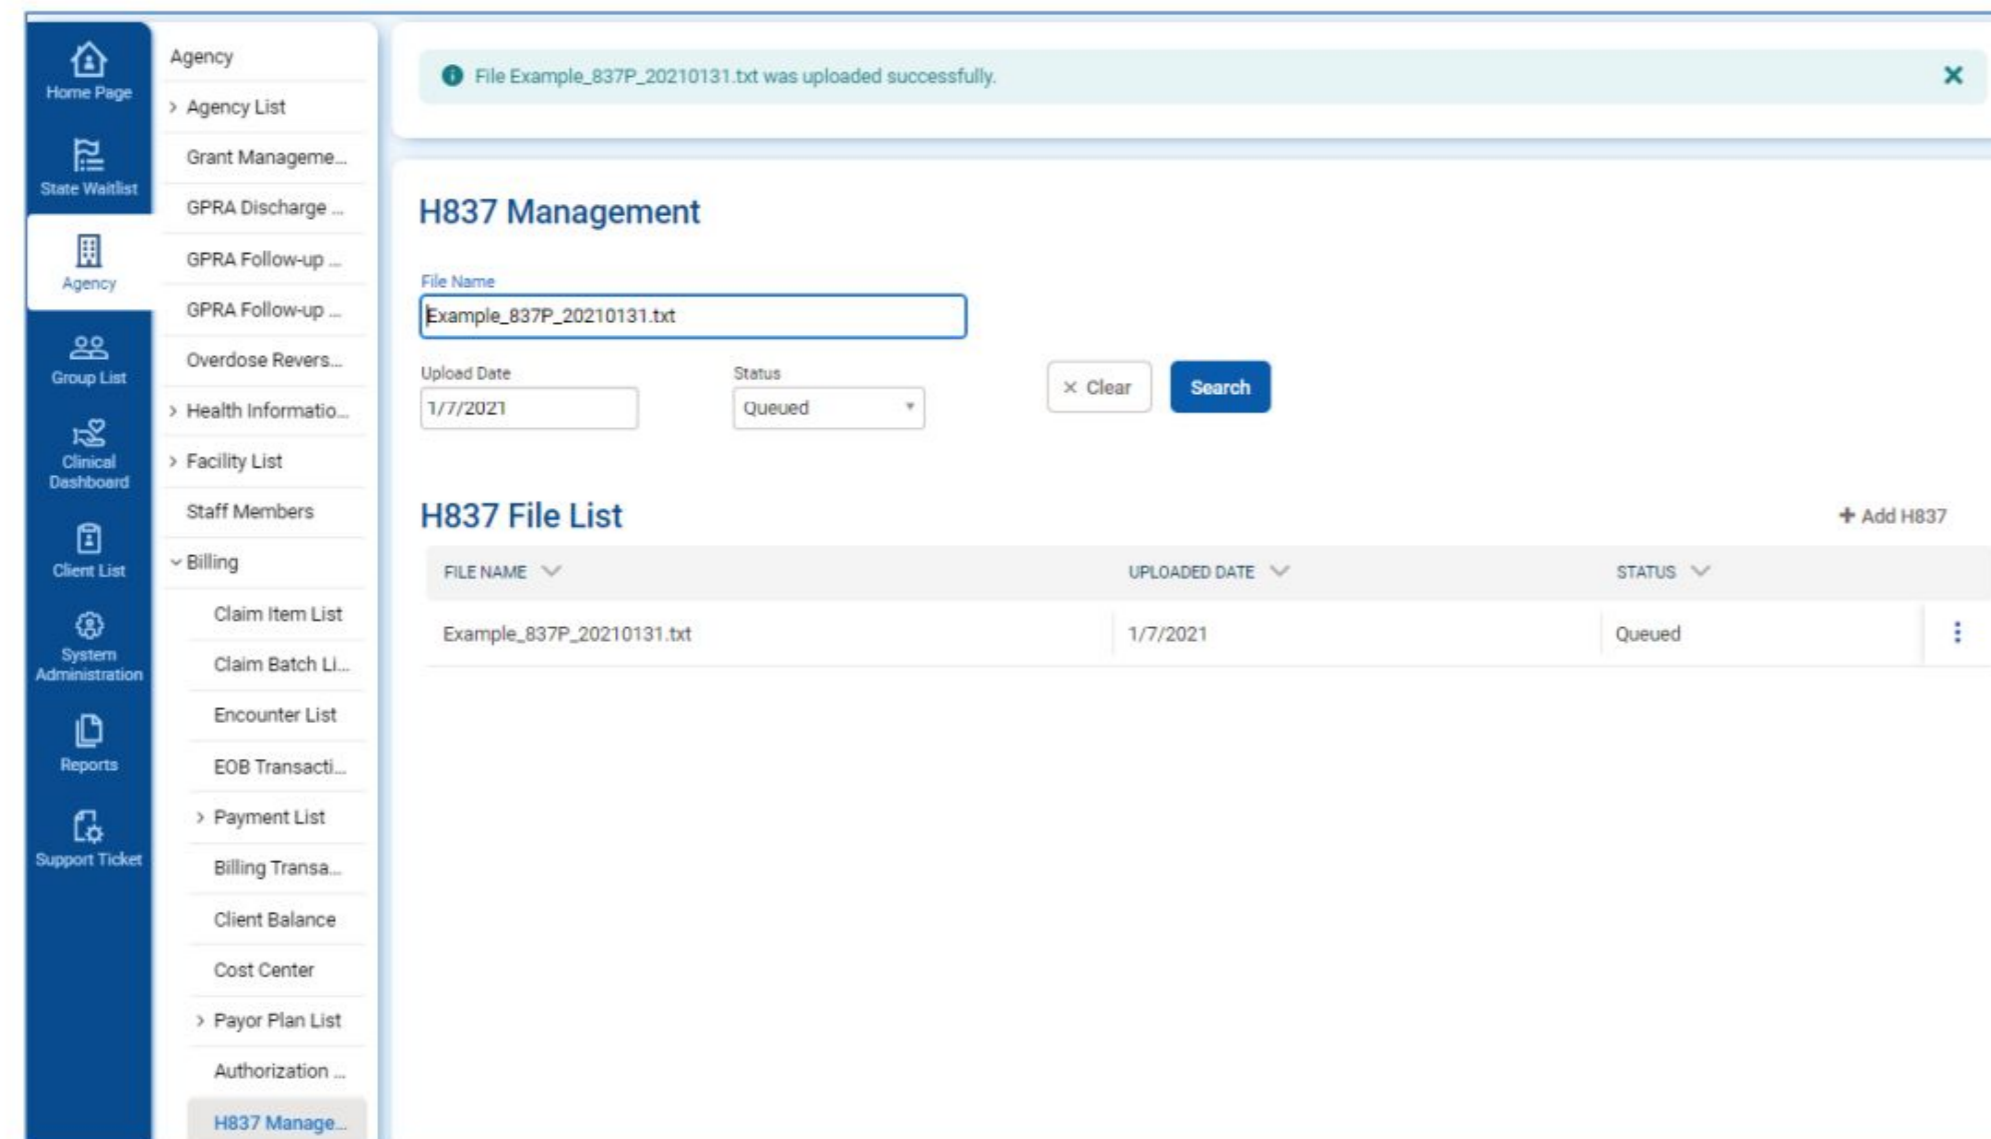 Home Page
State Waitlist
Agency
Group List
Clinical
Dashboard
Client List
System
Administration
Reports
Support Ticket
Agency
> Agency List
Grant Manageme...
GPRA Discharge ...
GPRA Follow-up ...
GPRA Follow-up ...
Overdose Revers...
> Health Informatio...
> Facility List
Staff Members
Billing
Claim Item List
Claim Batch Li...
Encounter List
EOB Transacti...
> Payment List
Billing Transa...
Client Balance
Cost Center
> Payor Plan List
Authorization ...
H837 Manage...
File Example_837P_20210131.txt was uploaded successfully.
H837 Management
File Name
Example_837P_20210131.txt
Upload Date Status
1/7/2021 Queued × Clear Search
H837 File List + Add H837
FILE NAME UPLOADED DATE STATUS
Example_837P_20210131.txt 1/7/2021 Queued